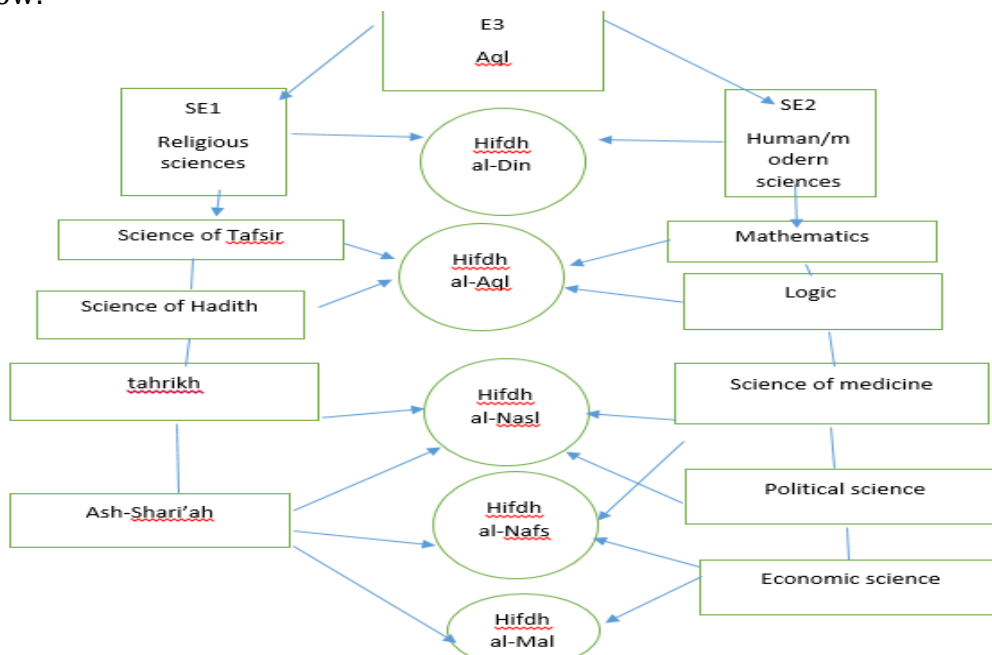 E3
Aql
SE1
Religious
sciences
Hifdh
al-Din
SE2
Human/m
odern
sciences
Science of Tafsir
Hifdh
al-Aql
Mathematics
Science of Hadith
Logic
tahrikh
Hifdh
al-Nasl
Science of medicine
Ash-Shari'ah
Hifdh
al-Nafs
Political science
Economic science
Hifdh
al-Mal